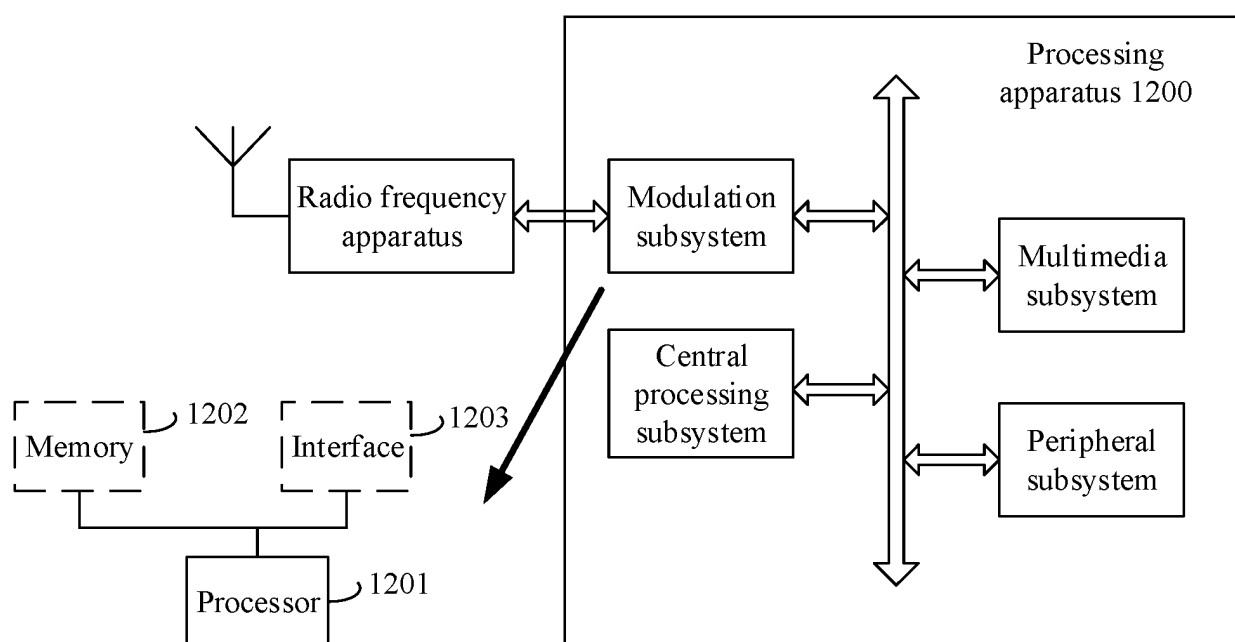 Processing
apparatus 1200
Radio frequency
apparatus
Modulation
subsystem
Multimedia
subsystem
Central
processing
subsystem
1202
1203
Memory
Interface
Peripheral
subsystem
1201
Processor